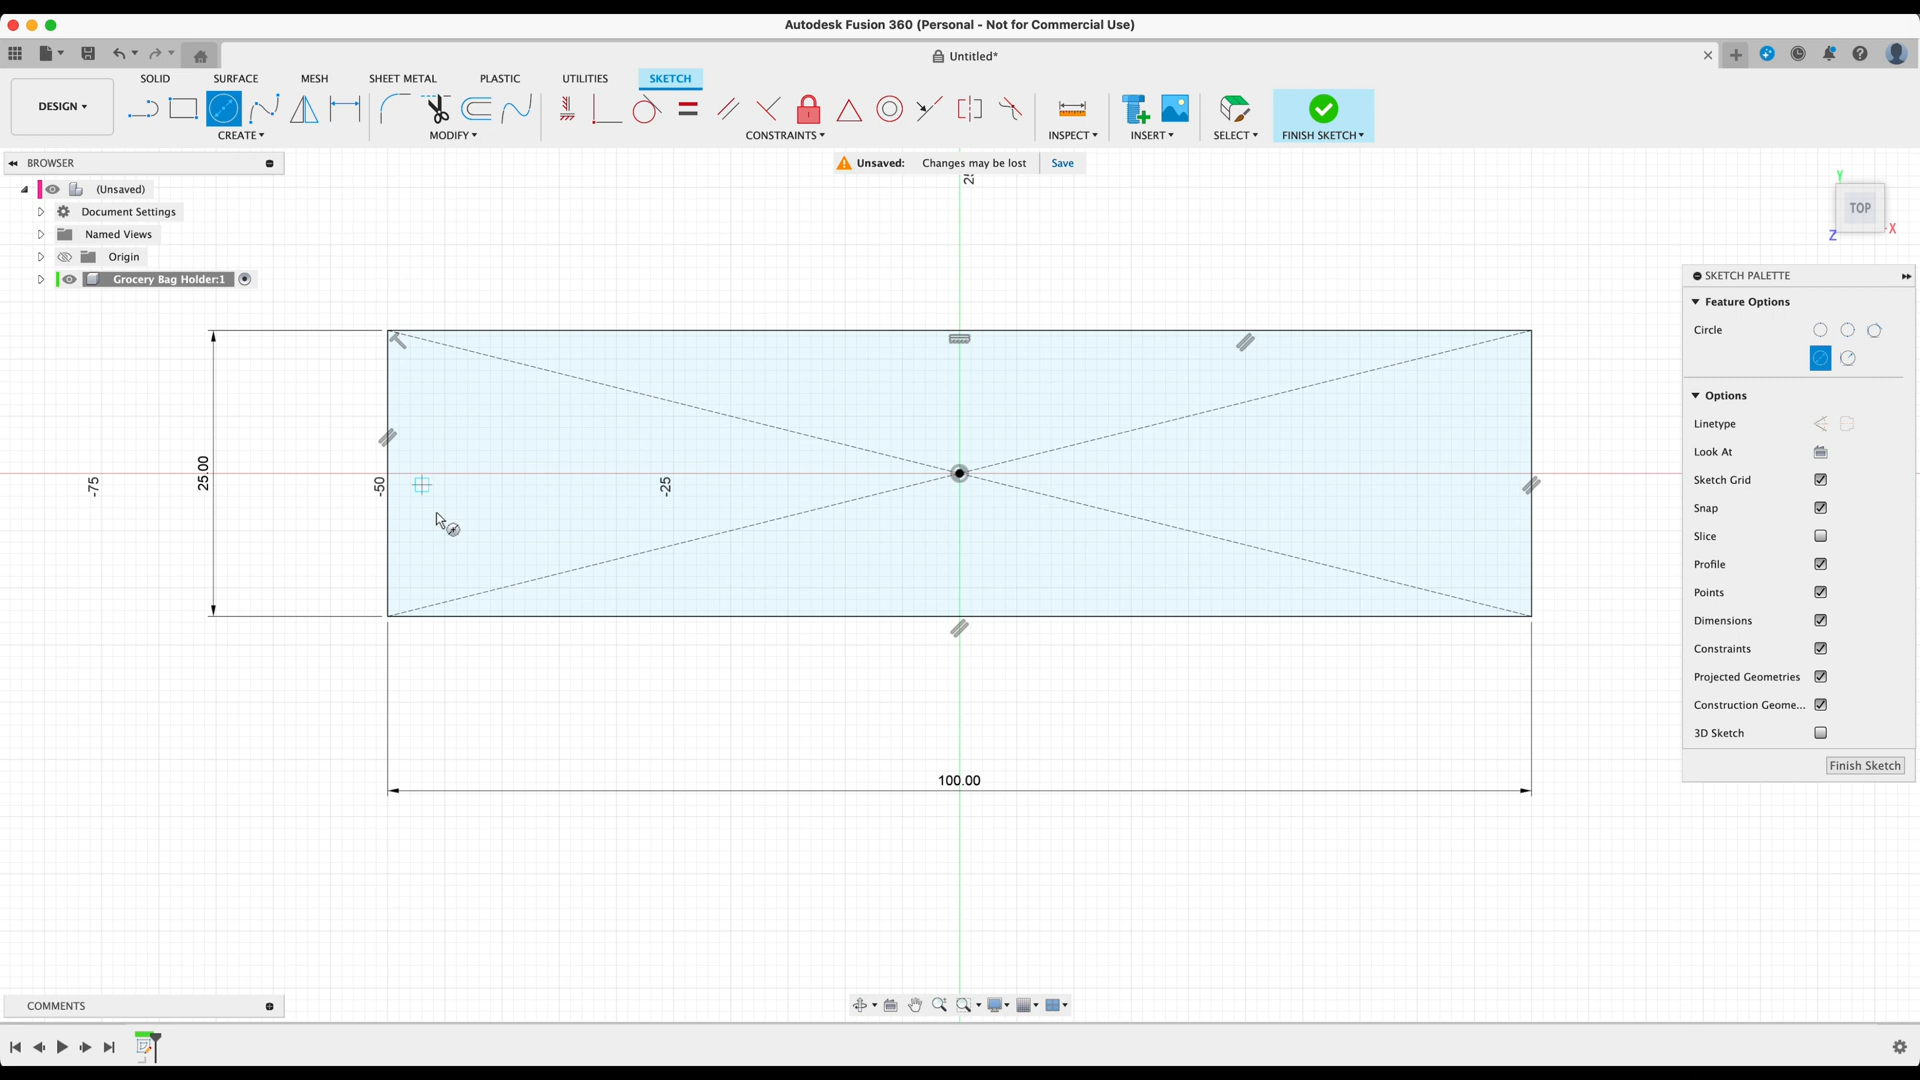 Autodesk Fusion 360 (Personal - Not for Commercial Use)
Untitled*
SOLID SURFACE MESH SHEET METAL PLASTIC UTILITIES SKETCH
DESIGN
CREATE MODIFY CONSTRAINTS INSPECT INSERT SELECT FINISH SKETCH
BROWSER
Unsaved: Changes may be lost Save
(Unsaved)
Document Settings
Named Views
Origin
Grocery Bag Holder:1
Y
TOP
X
Z
SKETCH PALETTE
Feature Options
Circle
Options
Linetype
Look At
Sketch Grid
Snap
Slice
Profile
Points
Dimensions
Constraints
Projected Geometries
Construction Geome...
3D Sketch
Finish Sketch
-75
25.00
-50
-25
100.00
COMMENTS